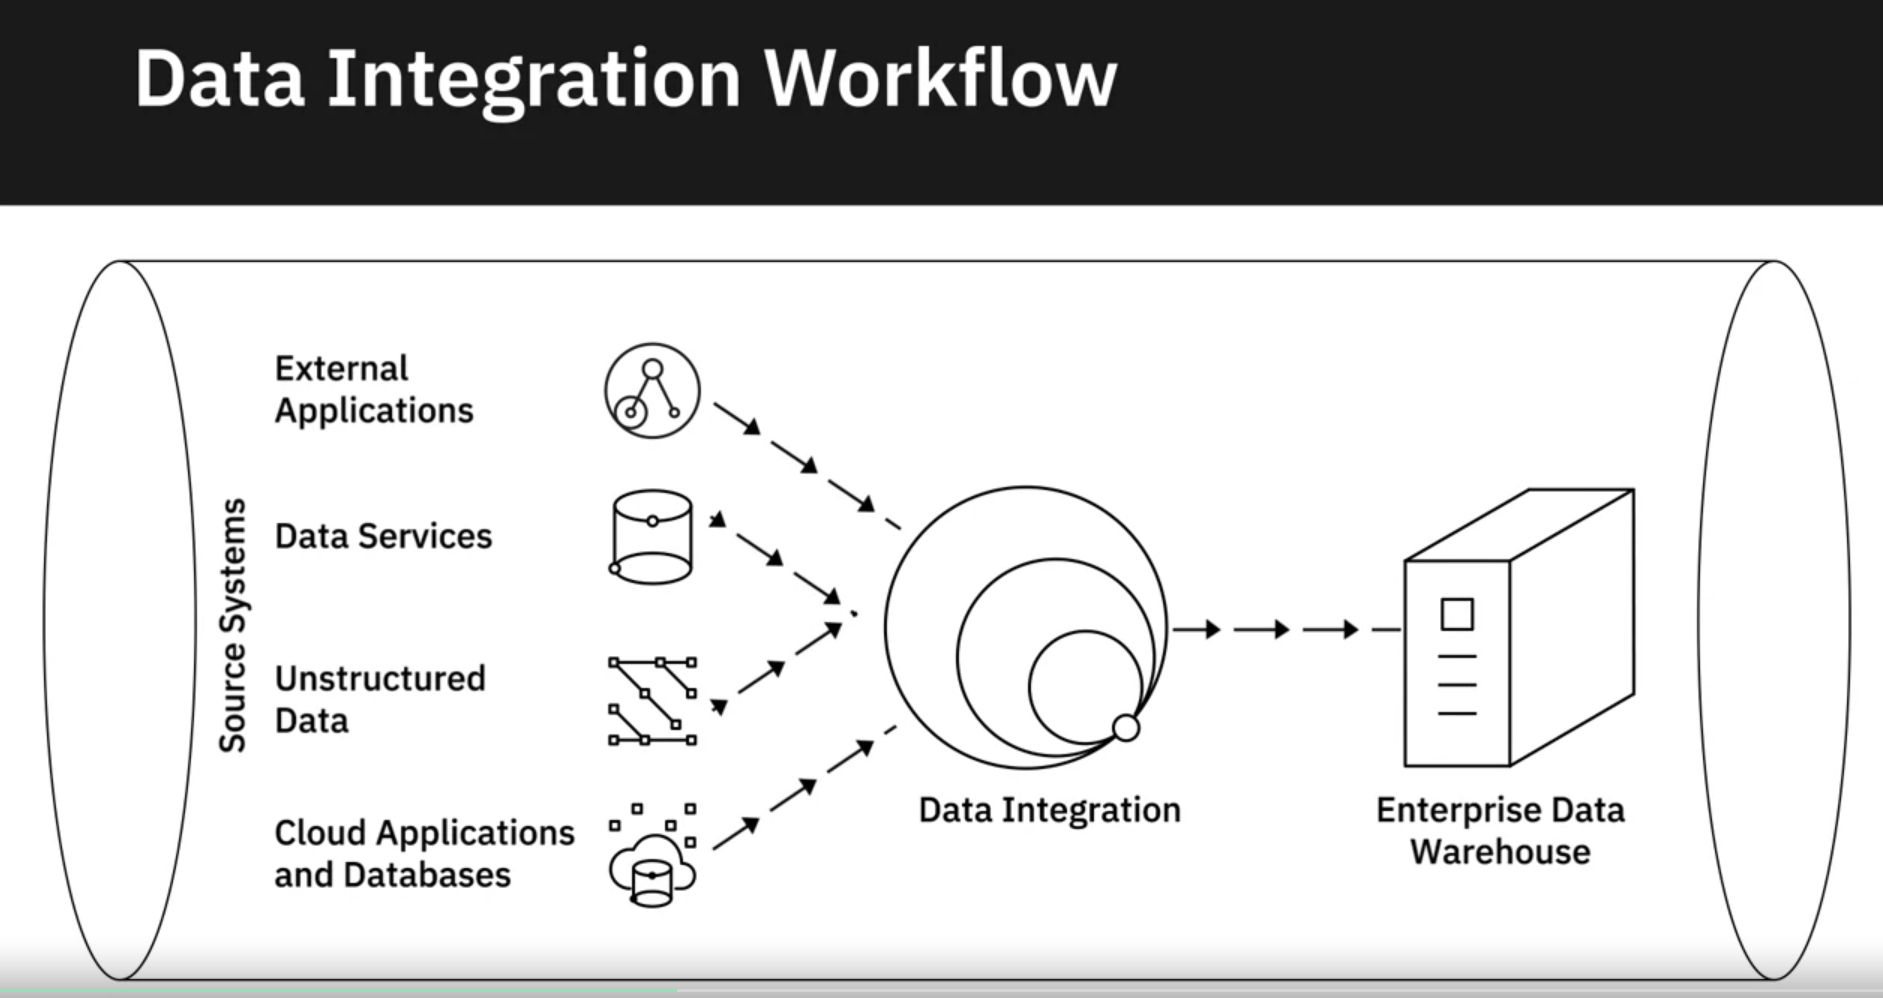 Data Integration Workflow
Source Systems
External
Applications
Data Services
Unstructured
Data
Cloud Applications
and Databases
Data Integration
Enterprise Data
Warehouse